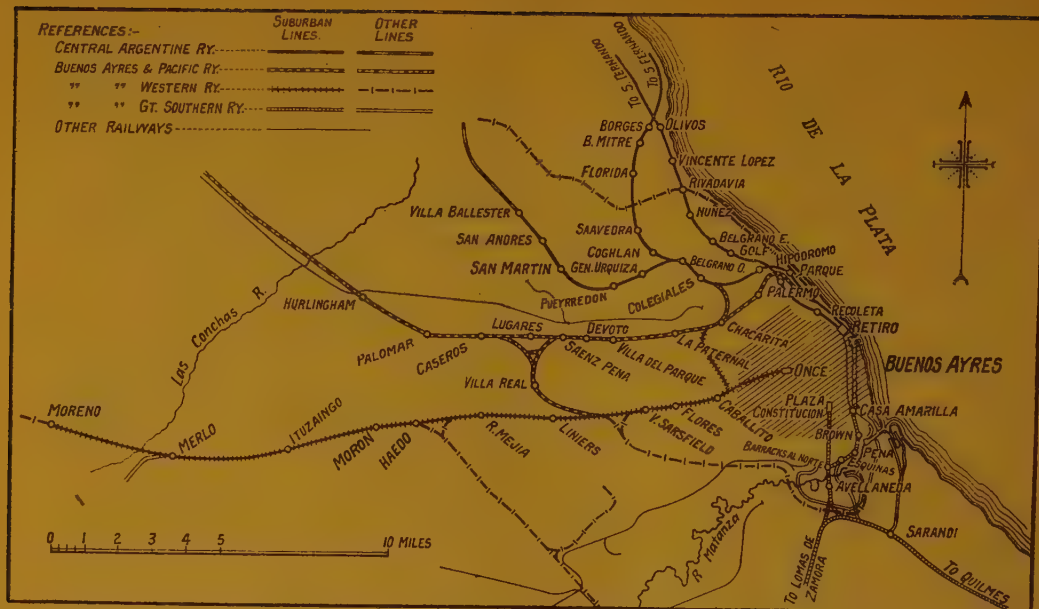 REFERENCES:-
SUBURBAN LINES.
OTHER LINES
CENTRAL ARGENTINE RY.
BUENOS AYRES & PACIFIC RY.
" " WESTERN RY.
" " GT. SOUTHERN RY.
OTHER RAILWAYS
TO S. FERNANDO
TO S. FERNANDO
RIO
DE
LA
PLATA
BORGES
OLIVOS
B. MITRE
VINCENTE LOPEZ
FLORIDA
RIVADAVIA
NUNEZ
VILLA BALLESTER
SAAVEDRA
BELGRANO E.
SAN ANDRES
COGHLAN
GOLF
HIPODROMO
SAN MARTIN
GEN. URQUIZA
BELGRANO O.
PARQUE
PUEYRREDON
COLEGIALES
PALERMO
HURLINGHAM
RECOLETA
Las Conchas R.
LUGARES
DEVOTO
CHACARITA
RETIRO
PALOMAR
CASEROS
SAENZ PENA
VILLA DEL PARQUE
LA PATERNAL
BUENOS AYRES
VILLA REAL
ONCE
MORENO
PLAZA CONSTITUCION
CASA AMARILLA
MERLO
ITUZAINGO
MORON
HAEDO
R. MEJIA
LINIERS
V. SARSFIELD
FLORES
CABALLITO
BROWN
BARRACKS AL NORTE
PENA
ESQUINAS
AVELLANEDA
R. Matanza
SARANDI
0 1 2 3 4 5 10 MILES
TO LOMAS DE ZAMORA
TO QUILMES